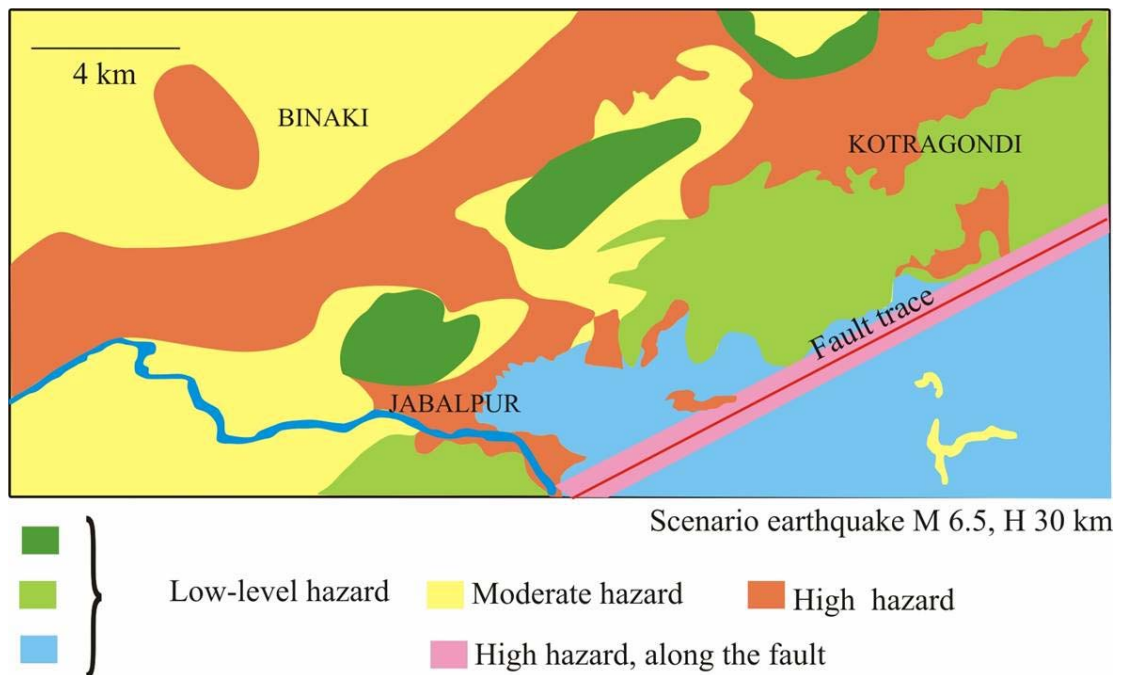 4 km
BINAKI
KOTRAGONDI
Fault trace
JABALPUR
Scenario earthquake M 6.5, H 30 km
Low-level hazard
Moderate hazard
High hazard
High hazard, along the fault